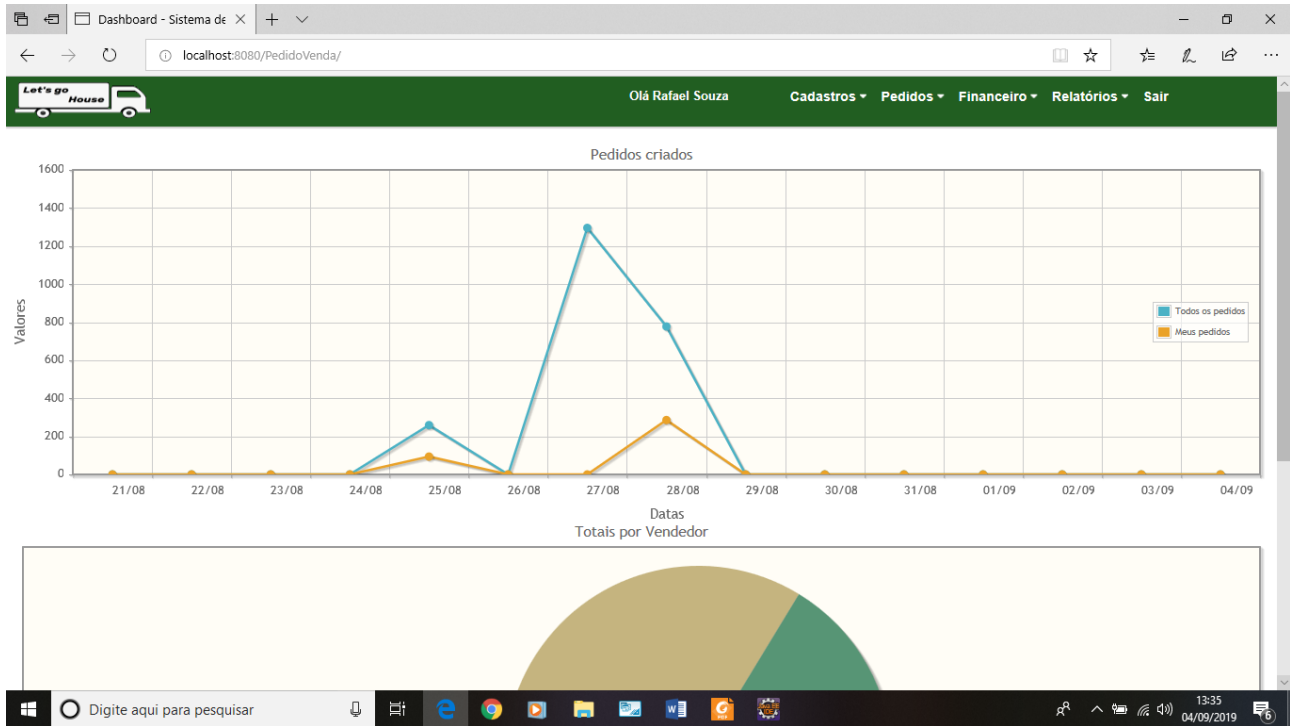 Dashboard - Sistema de
localhost:8080/PedidoVenda/
Let's go
House
Olá Rafael Souza
Cadastros
Pedidos
Financeiro
Relatórios
Sair
Pedidos criados
1600
1400
1200
1000
800
600
400
200
0
Valores
Todos os pedidos
Meus pedidos
21/08 22/08 23/08 24/08 25/08 26/08 27/08 28/08 29/08 30/08 31/08 01/09 02/09 03/09 04/09
Datas
Totais por Vendedor
Digite aqui para pesquisar
13:35
04/09/2019
6